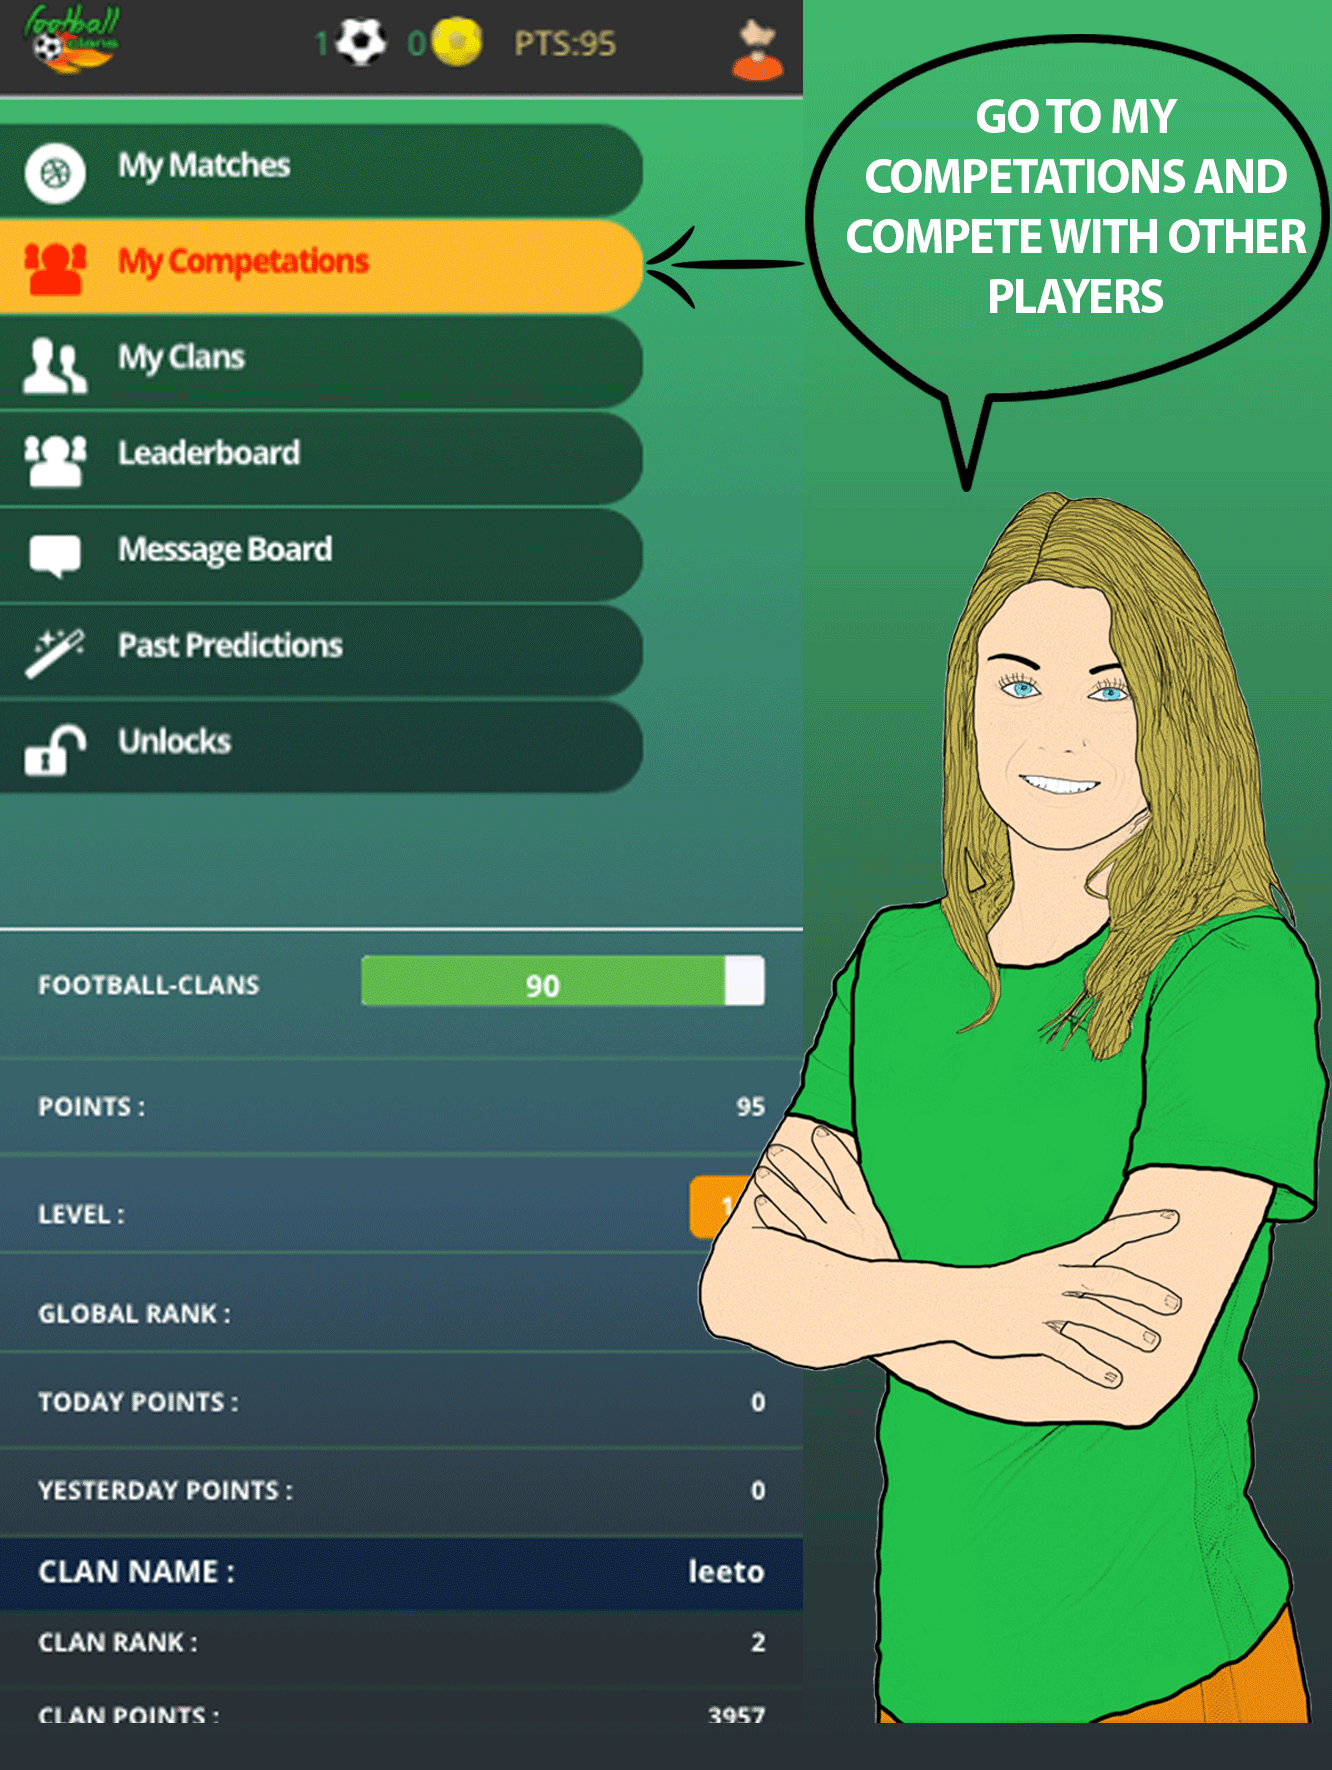 football
clans
1 0 PTS:95
My Matches
My Competations
My Clans
Leaderboard
Message Board
Past Predictions
Unlocks
GO TO MY
COMPETATIONS AND
COMPETE WITH OTHER
PLAYERS
FOOTBALL-CLANS 90
POINTS : 95
LEVEL :
GLOBAL RANK :
TODAY POINTS : 0
YESTERDAY POINTS : 0
CLAN NAME : leeto
CLAN RANK : 2
CLAN POINTS : 3957